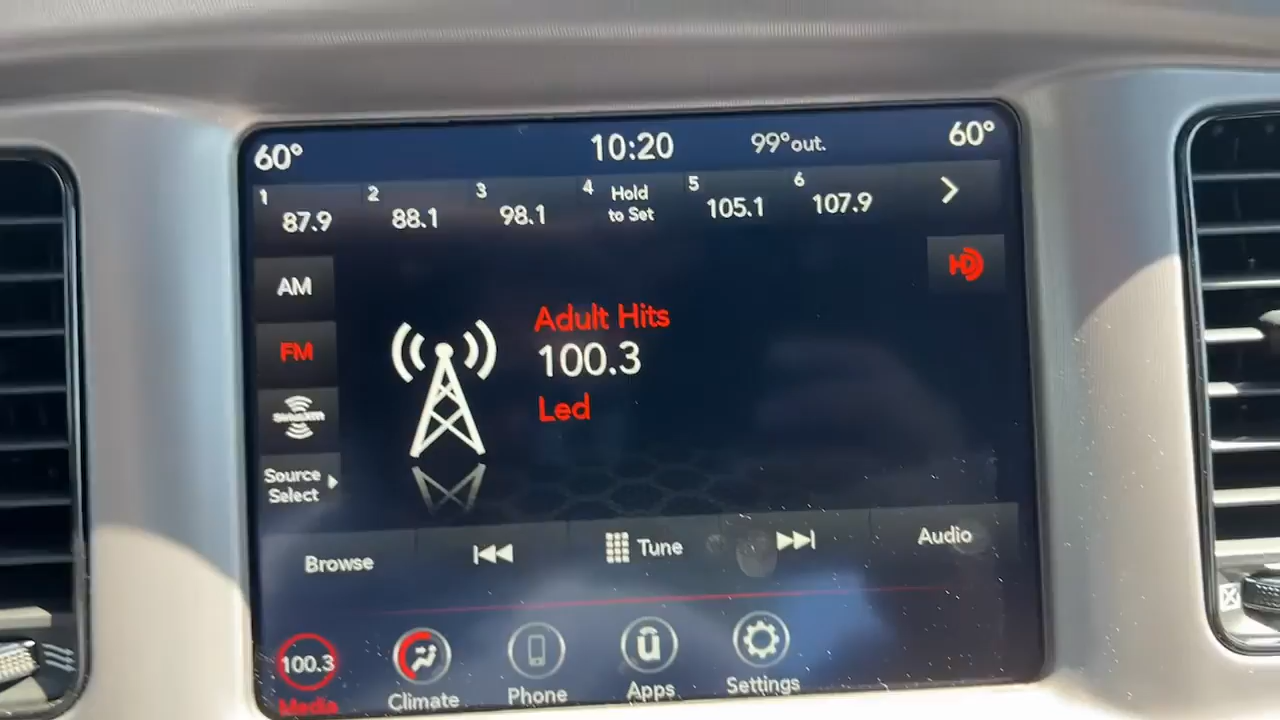 60° 10:20 99°out. 60°
1 87.9 2 88.1 3 98.1 4 Hold to Set 5 105.1 6 107.9
HD
AM
Adult Hits
FM
100.3
Led
SIRIUSXM
Source
Select
Browse Tune Audio
100.3
Media Climate Phone Apps Settings